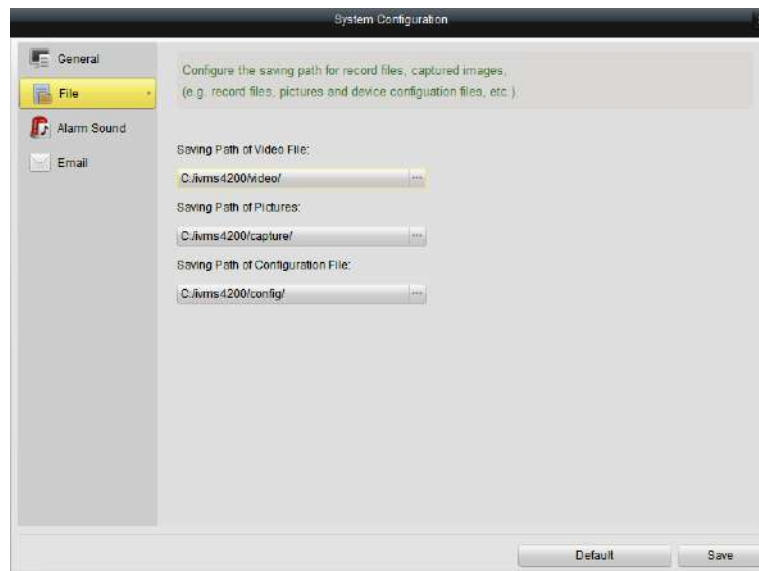 System Configuration
General
File
Alarm Sound
Email
Configure the saving path for record files, captured images,
(e.g. record files, pictures and device configuation files, etc.)
Saving Path of Video File:
C:/ivms4200/video/
Saving Path of Pictures:
C:/ivms4200/capture/
Saving Path of Configuration File:
C:/ivms4200/config/
Default
Save